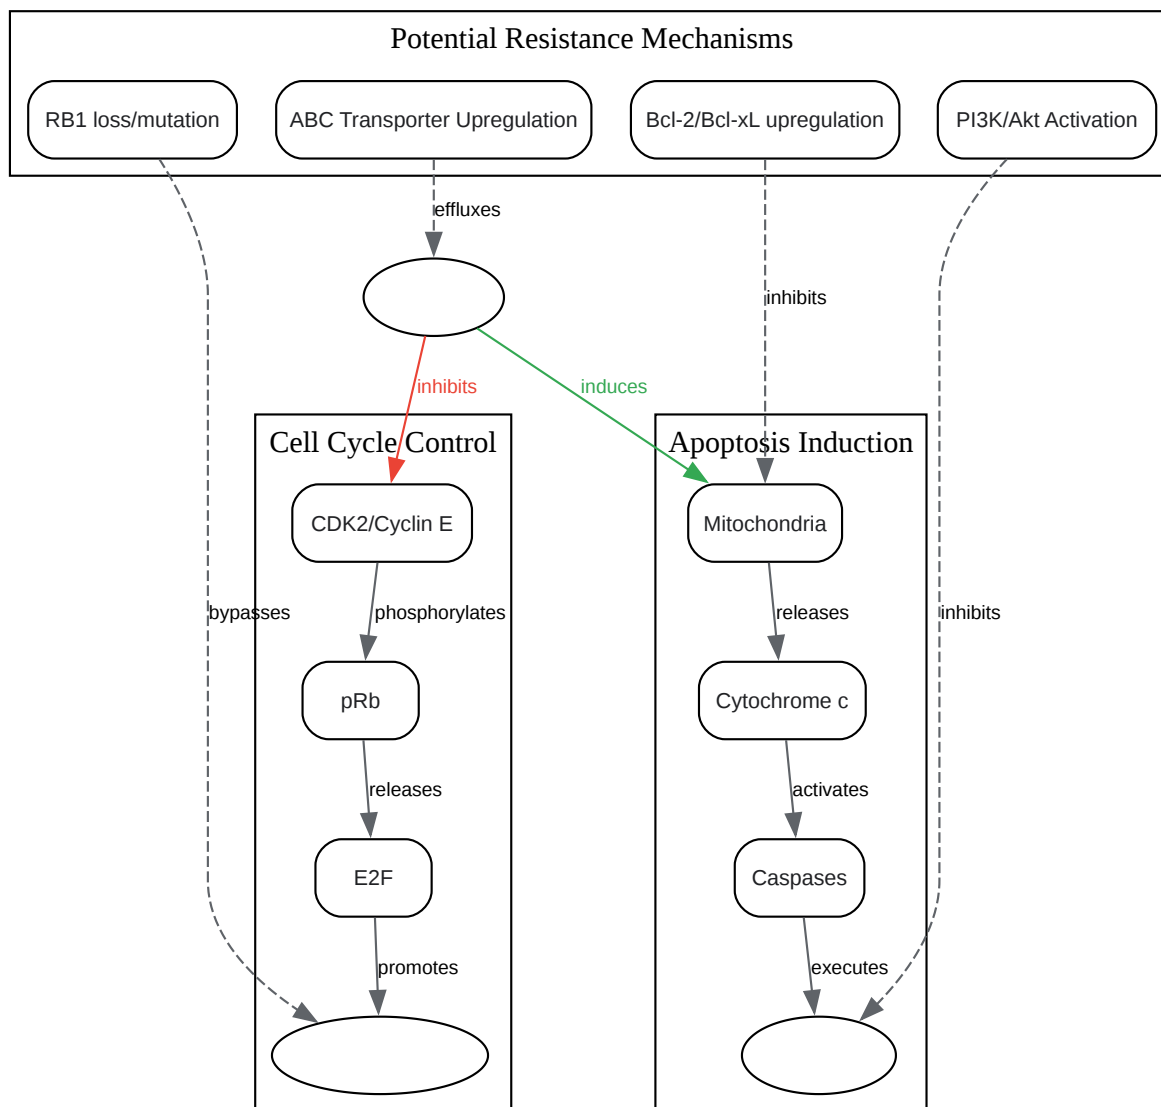 Potential Resistance Mechanisms
RB1 loss/mutation
ABC Transporter Upregulation
Bcl-2/Bcl-xL upregulation
PI3K/Akt Activation
effluxes
inhibits
inhibits
induces
Cell Cycle Control
Apoptosis Induction
CDK2/Cyclin E
Mitochondria
bypasses
phosphorylates
releases
inhibits
pRb
Cytochrome c
releases
activates
E2F
Caspases
promotes
executes